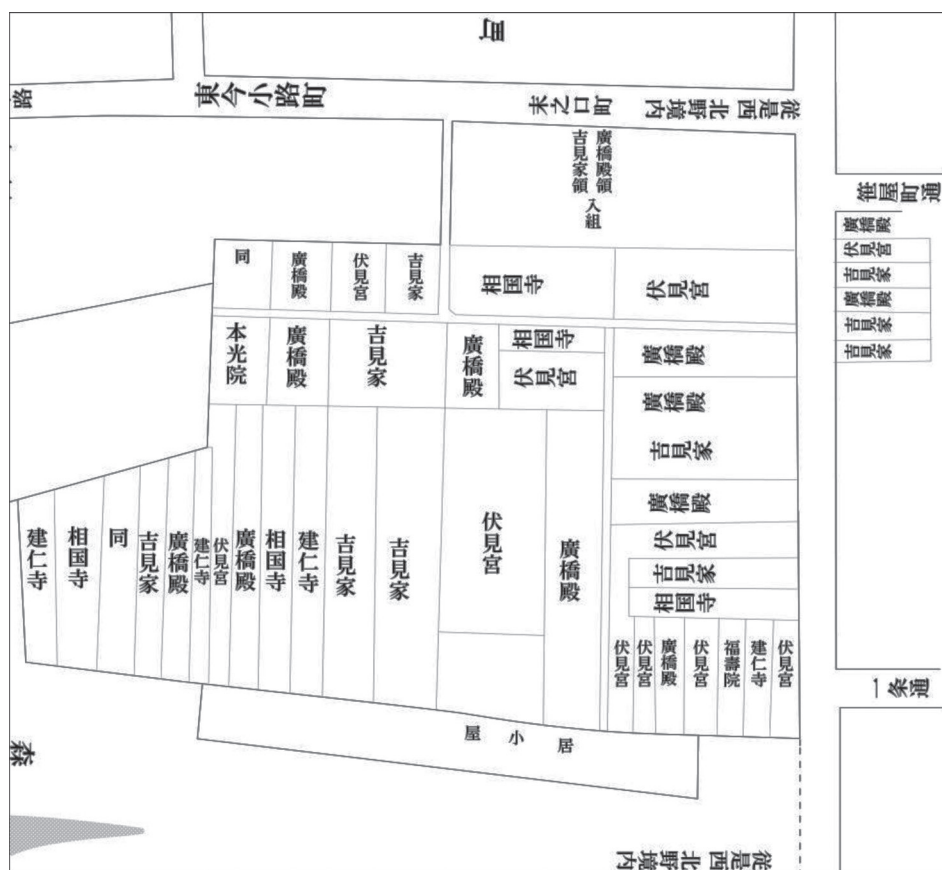 町
路
東今小路町
末之口町
従是西北野境内
笹屋町通
廣橋殿領
吉見家領
入組
廣橋殿
伏見宮
吉見家
廣橋殿
吉見家
吉見家
同
廣橋殿
伏見宮
吉見家
相国寺
伏見宮
本光院
廣橋殿
吉見家
廣橋殿
相国寺
伏見宮
廣橋殿
廣橋殿
吉見家
廣橋殿
伏見宮
吉見家
相国寺
建仁寺
相国寺
同
吉見家
廣橋殿
建仁寺
伏見宮
廣橋殿
相国寺
建仁寺
吉見家
吉見家
伏見宮
廣橋殿
伏見宮
伏見宮
廣橋殿
伏見宮
福壽院
建仁寺
伏見宮
一条通
屋小居
森
従是西北野境内